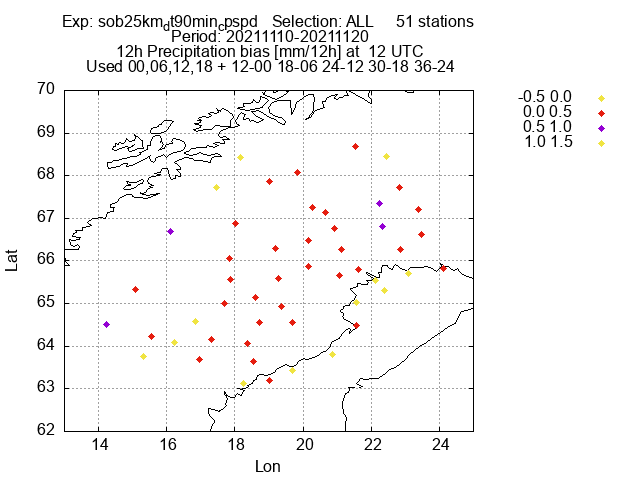 Exp: sob25km_dt90min_cpspd   Selection: ALL     51 stations
Period: 20211110-20211120
12h Precipitation bias [mm/12h] at  12 UTC
Used 00,06,12,18 + 12-00  18-06 24-12 30-18 36-24
-0.5 0.0
0.0 0.5
0.5 1.0
1.0 1.5
70
69
68
67
66
65
64
63
62
Lat
14 16 18 20 22 24
Lon